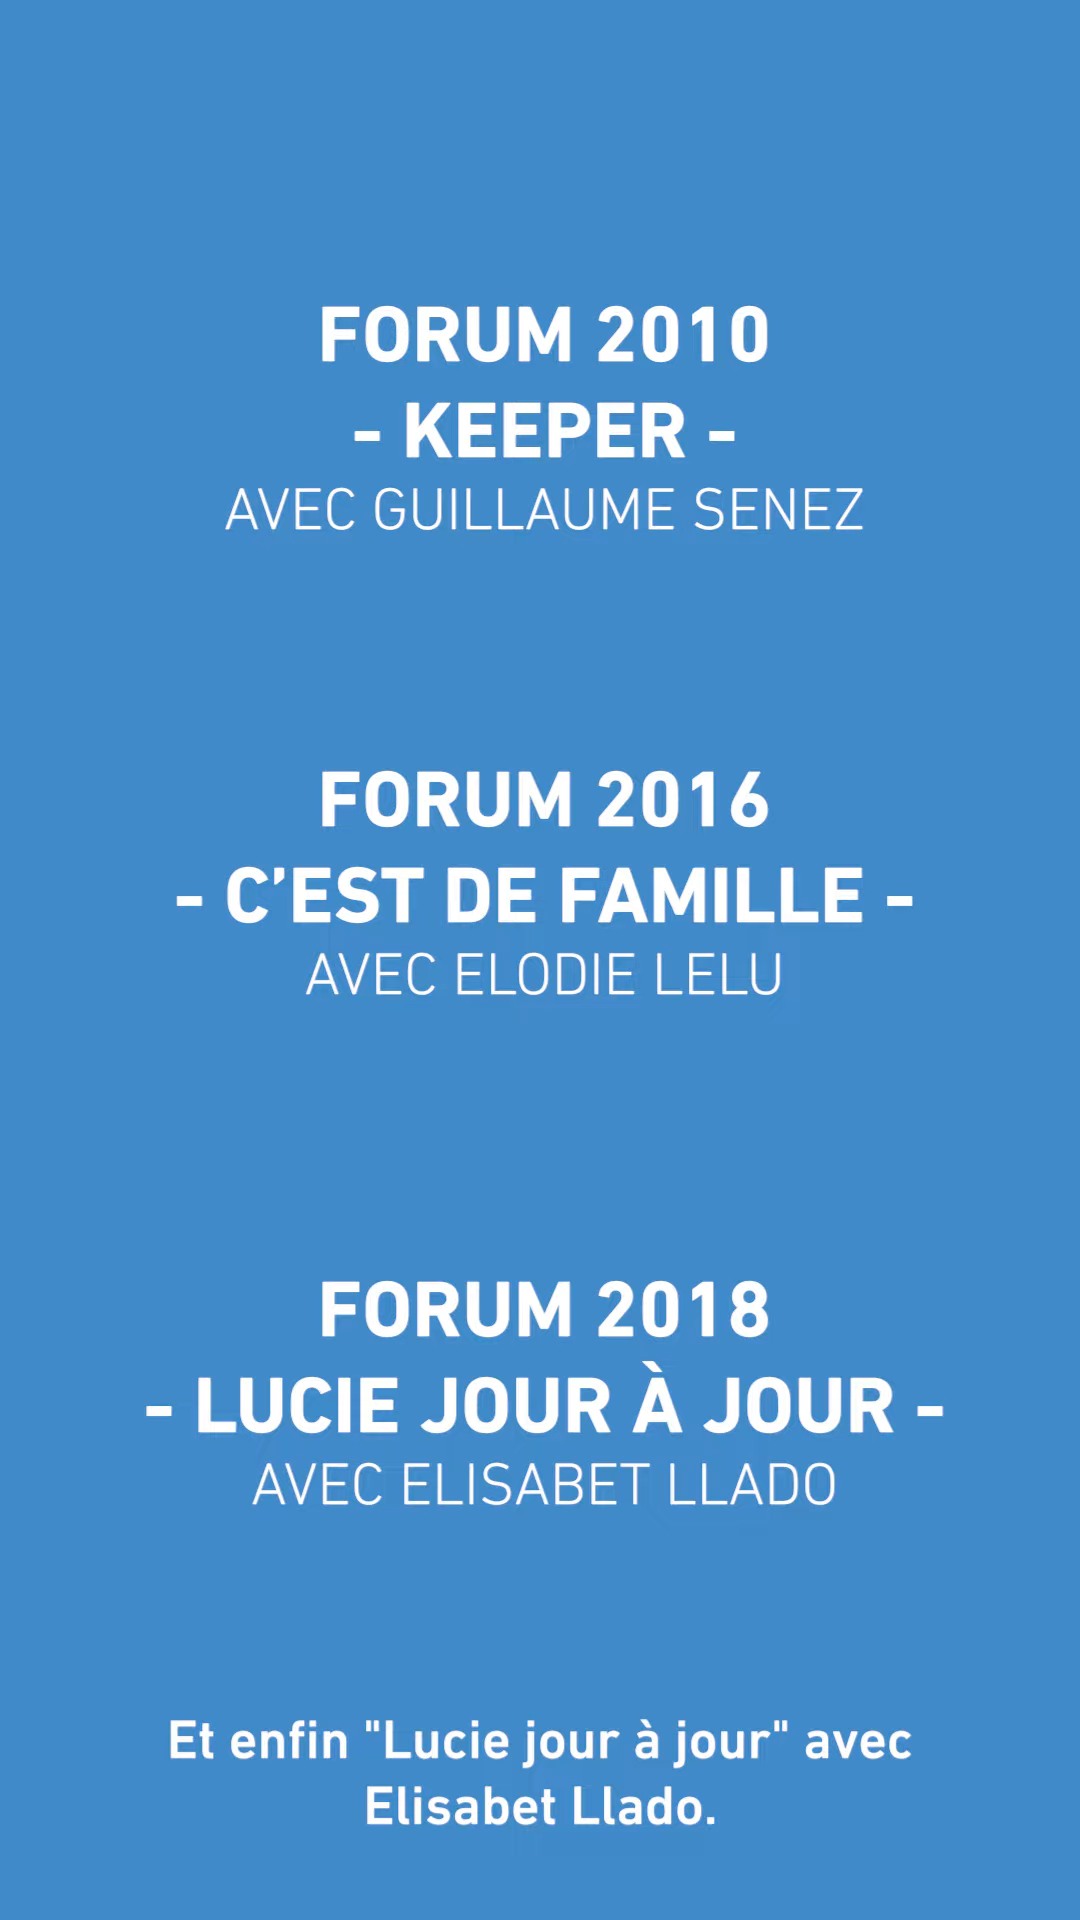 FORUM 2010
- KEEPER -
AVEC GUILLAUME SENEZ
FORUM 2016
- C’EST DE FAMILLE -
AVEC ELODIE LELU
FORUM 2018
- LUCIE JOUR À JOUR -
AVEC ELISABET LLADO
Et enfin "Lucie jour à jour" avec
Elisabet Llado.